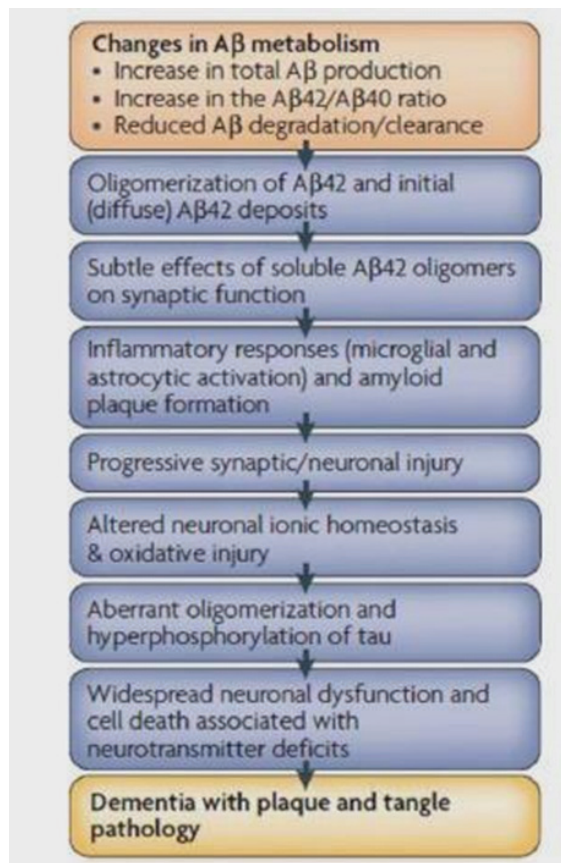 Changes in Aβ metabolism
• Increase in total Aβ production
• Increase in the Aβ42/Aβ40 ratio
• Reduced Aβ degradation/clearance
Oligomerization of Aβ42 and initial
(diffuse) Aβ42 deposits
Subtle effects of soluble Aβ42 oligomers
on synaptic function
Inflammatory responses (microglial and
astrocytic activation) and amyloid
plaque formation
Progressive synaptic/neuronal injury
Altered neuronal ionic homeostasis
& oxidative injury
Aberrant oligomerization and
hyperphosphorylation of tau
Widespread neuronal dysfunction and
cell death associated with
neurotransmitter deficits
Dementia with plaque and tangle
pathology